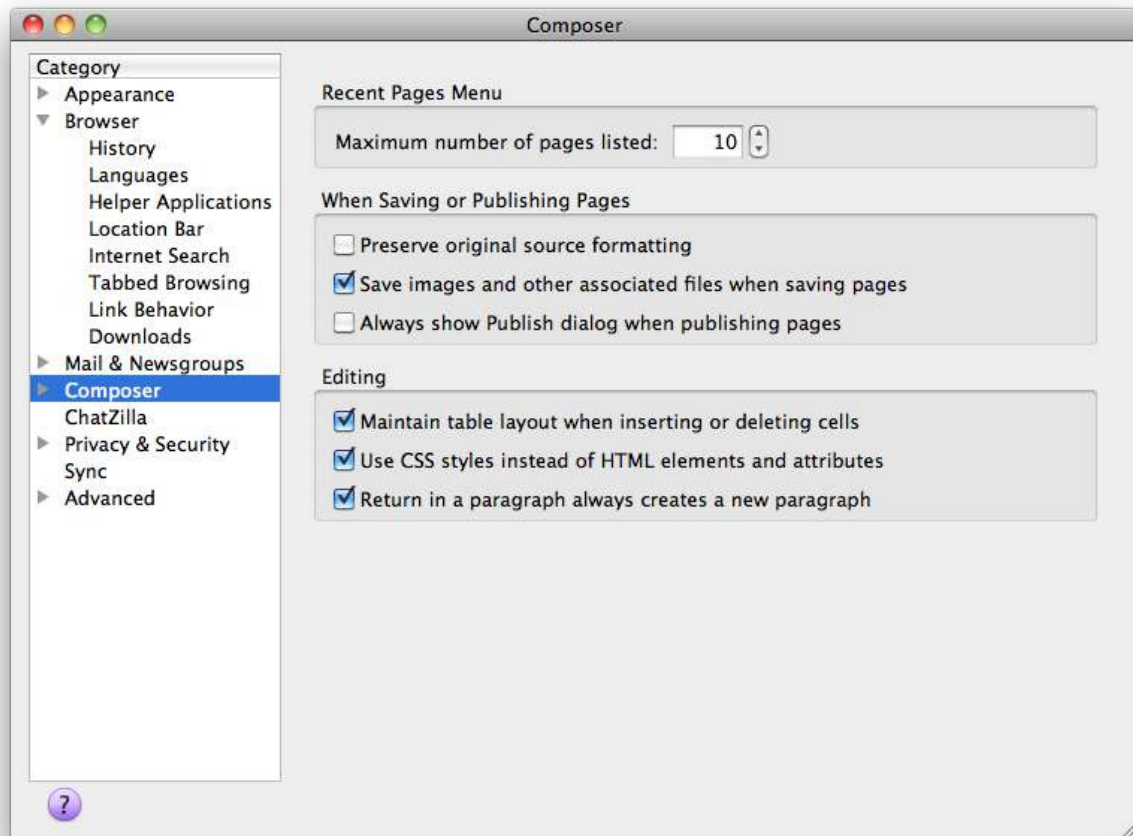 Composer
Category
Appearance
Browser
History
Languages
Helper Applications
Location Bar
Internet Search
Tabbed Browsing
Link Behavior
Downloads
Mail & Newsgroups
Composer
ChatZilla
Privacy & Security
Sync
Advanced
?
Recent Pages Menu
Maximum number of pages listed: 10
When Saving or Publishing Pages
Preserve original source formatting
Save images and other associated files when saving pages
Always show Publish dialog when publishing pages
Editing
Maintain table layout when inserting or deleting cells
Use CSS styles instead of HTML elements and attributes
Return in a paragraph always creates a new paragraph